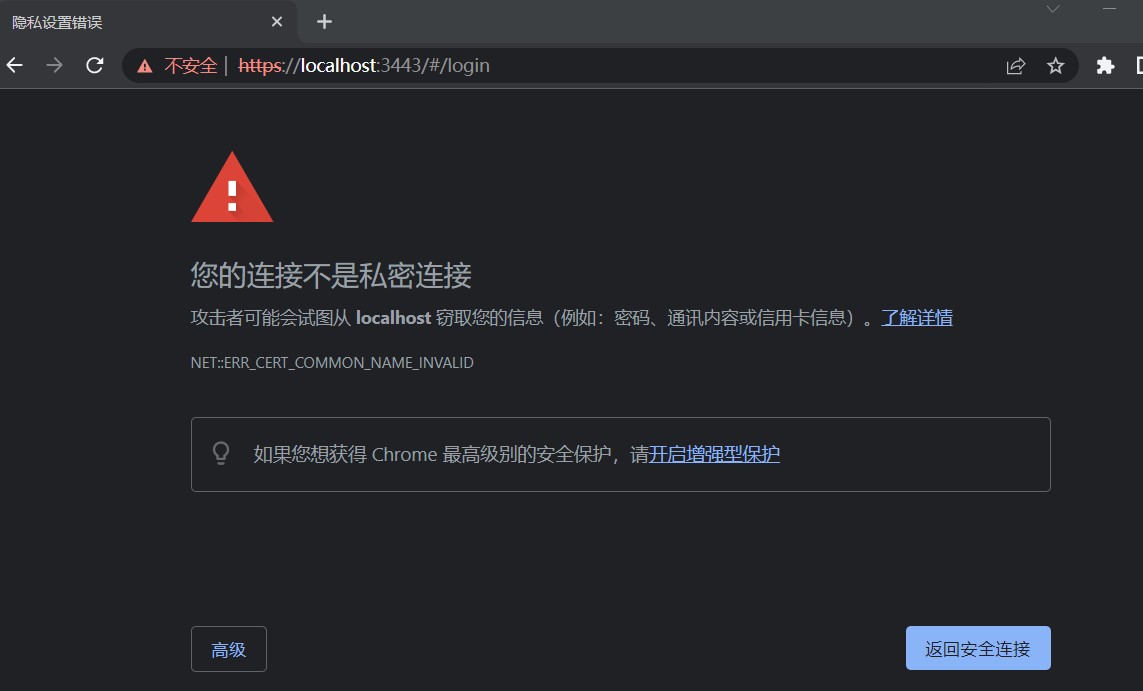 隐私设置错误
不安全 | https://localhost:3443/#/login
您的连接不是私密连接
攻击者可能会试图从 localhost 窃取您的信息（例如：密码、通讯内容或信用卡信息）。了解详情
NET::ERR_CERT_COMMON_NAME_INVALID
如果您想获得 Chrome 最高级别的安全保护，请开启增强型保护
高级
返回安全连接